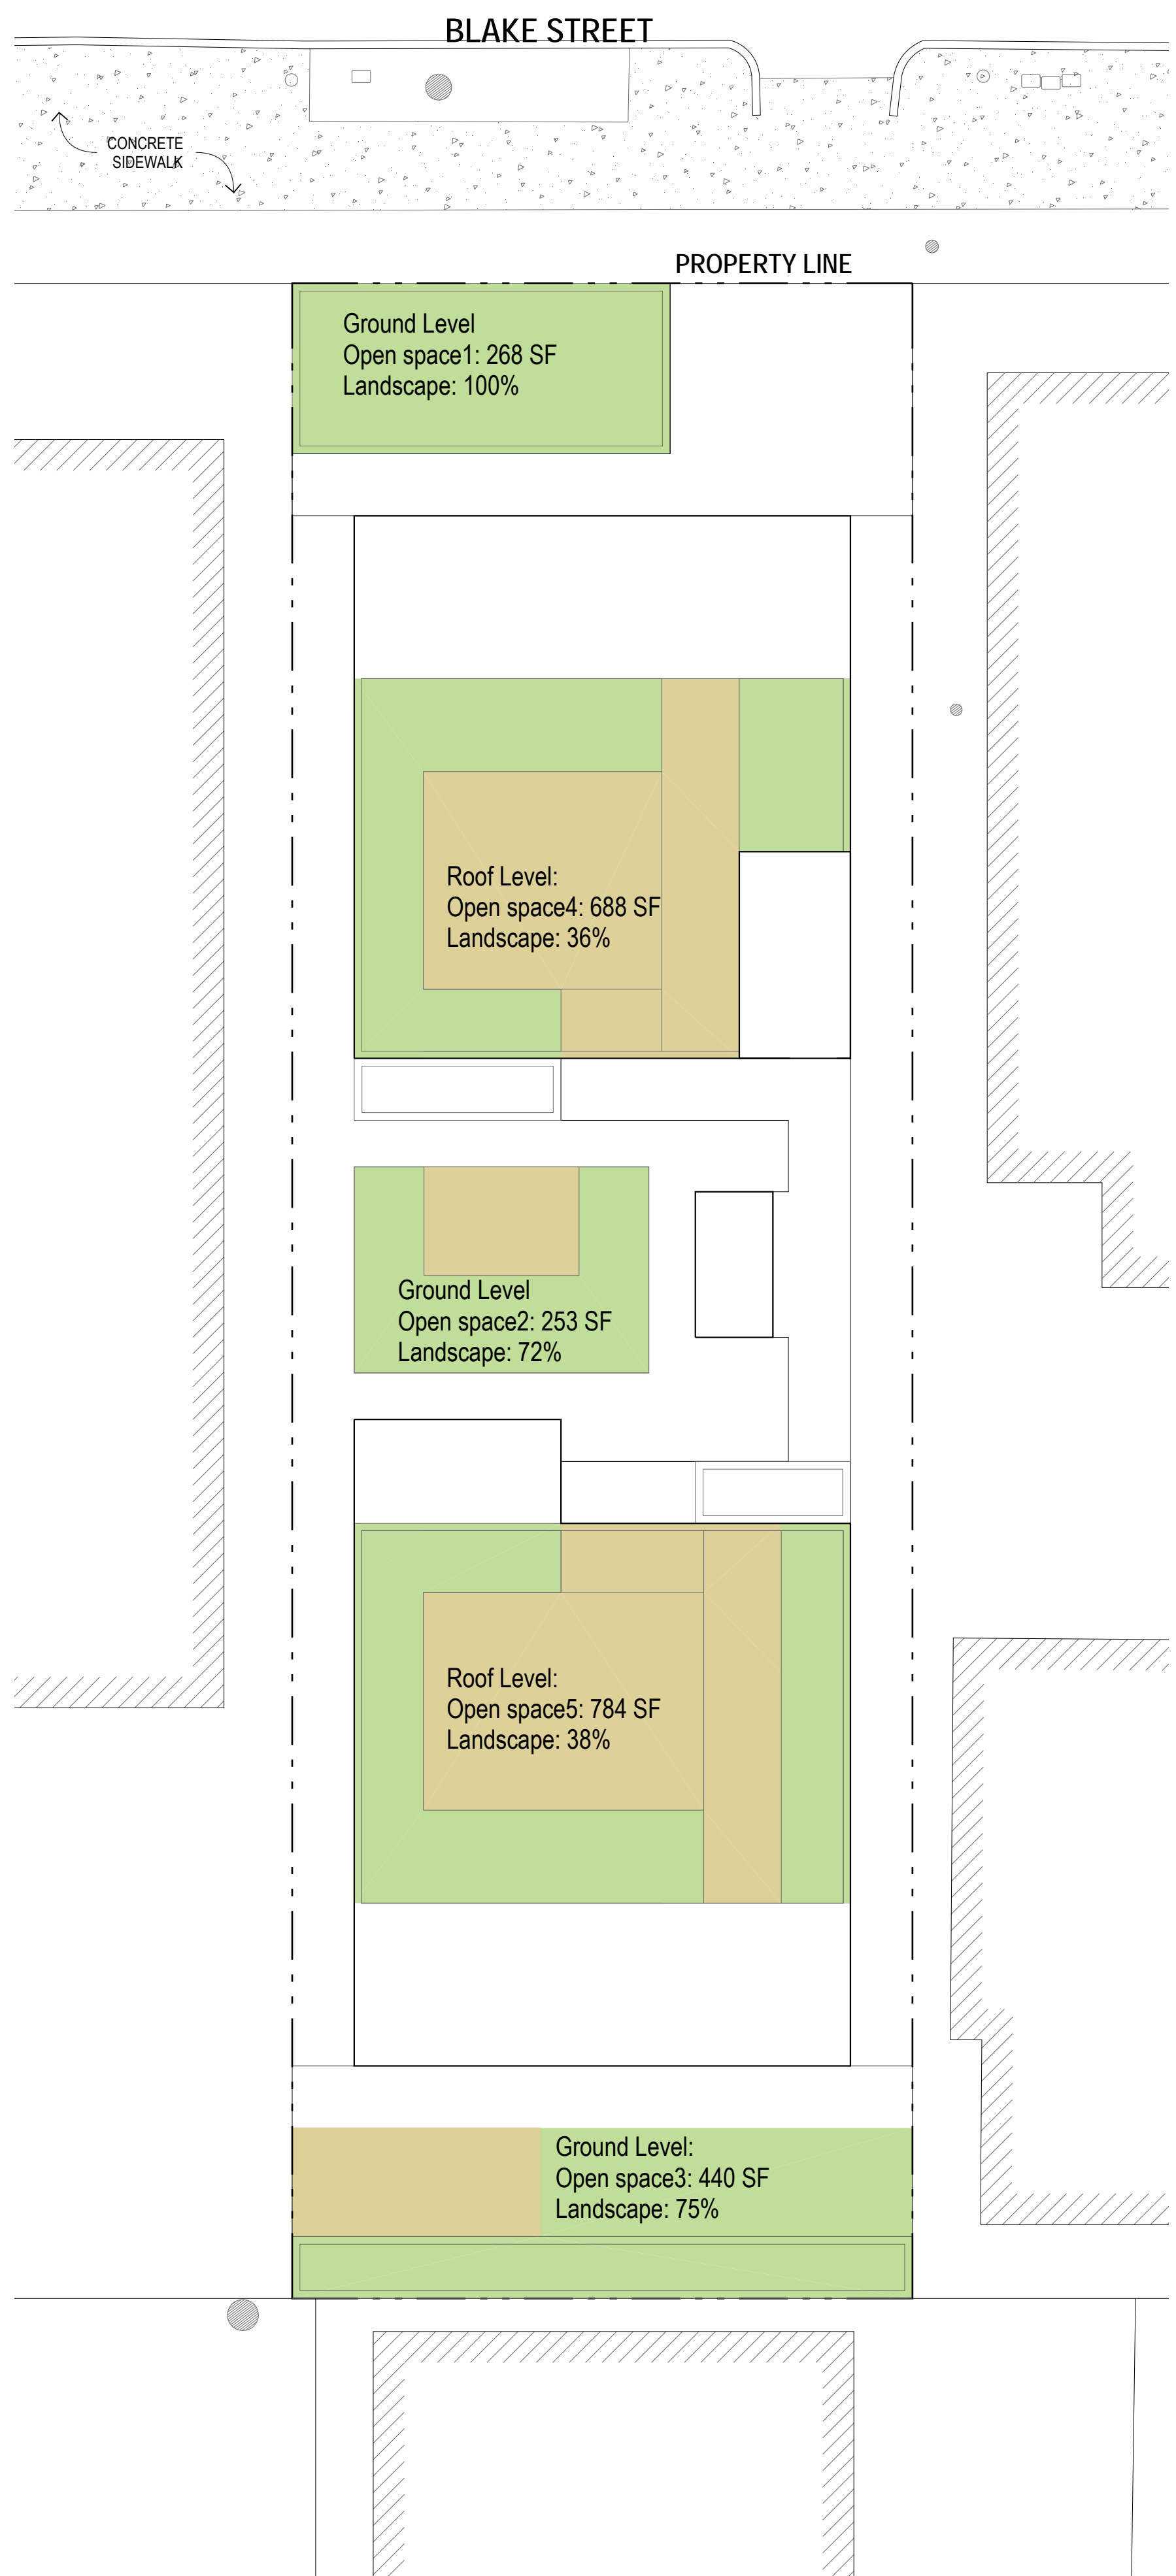 BLAKE STREET
CONCRETE
SIDEWALK
PROPERTY LINE
Ground Level
Open space1: 268 SF
Landscape: 100%
Roof Level:
Open space4: 688 SF
Landscape: 36%
Ground Level
Open space2: 253 SF
Landscape: 72%
Roof Level:
Open space5: 784 SF
Landscape: 38%
Ground Level:
Open space3: 440 SF
Landscape: 75%